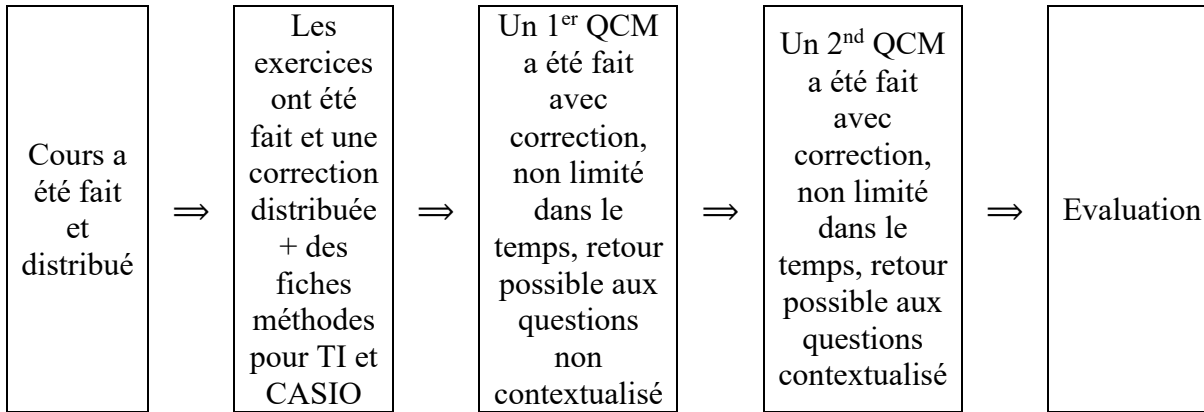 Cours a
été fait
et
distribué
⇒
Les
exercices
ont été
fait et une
correction
distribuée
+ des
fiches
méthodes
pour TI et
CASIO
⇒
Un 1er QCM
a été fait
avec
correction,
non limité
dans le
temps, retour
possible aux
questions
non
contextualisé
⇒
Un 2nd QCM
a été fait
avec
correction,
non limité
dans le
temps, retour
possible aux
questions
contextualisé
⇒
Evaluation